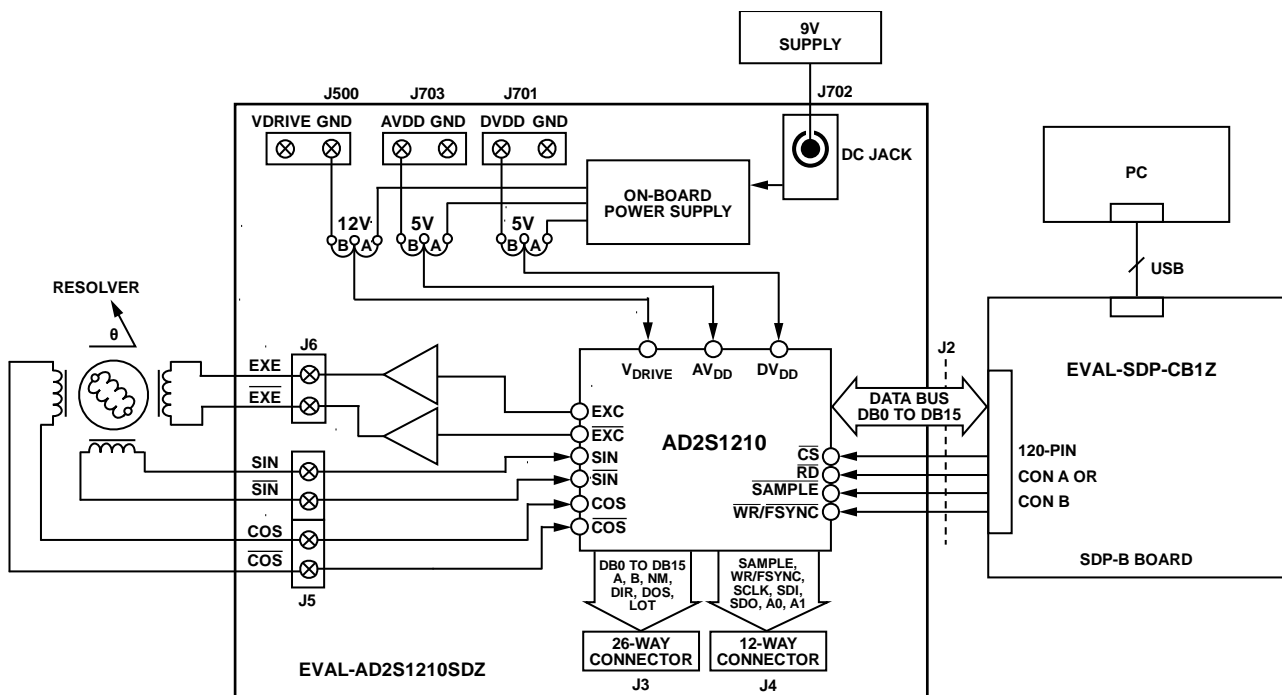 9V
SUPPLY
J500
J703
J701
J702
VDRIVE GND
AVDD GND
DVDD GND
DC JACK
ON-BOARD
POWER SUPPLY
12V
5V
5V
B A
B A
B A
PC
USB
RESOLVER
θ
J6
EXE
EXE
SIN
SIN
COS
COS
J5
VDRIVE
AVDD
DVDD
EXC
EXC
SIN
SIN
COS
COS
AD2S1210
CS
RD
SAMPLE
WR/FSYNC
J2
DATA BUS
DB0 TO DB15
EVAL-SDP-CB1Z
120-PIN
CON A OR
CON B
SDP-B BOARD
DB0 TO DB15
A, B, NM,
DIR, DOS,
LOT
SAMPLE,
WR/FSYNC,
SCLK, SDI,
SDO, A0, A1
26-WAY
CONNECTOR
12-WAY
CONNECTOR
J3
J4
EVAL-AD2S1210SDZ